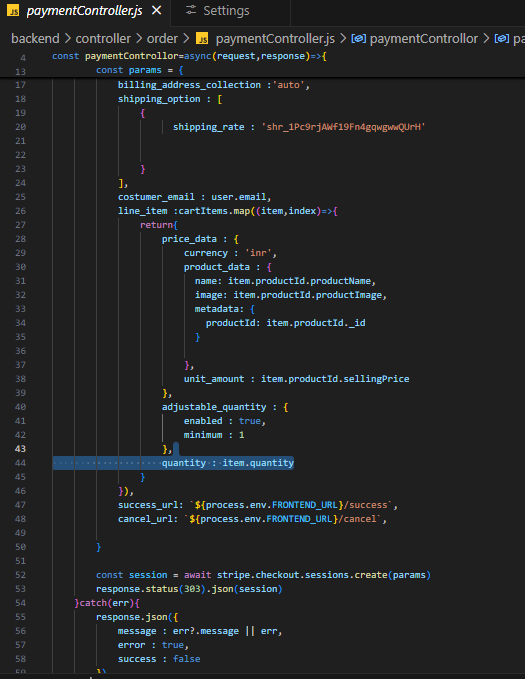 JS paymentController.js × Settings
backend > controller > order > JS paymentController.js > paymentControllor > pa
4 const paymentControllor=async(request,response)=>{
13 const params = {
17 billing_address_collection :'auto',
18 shipping_option : [
19 {
20 shipping_rate : 'shr_1Pc9rjAWf19Fn4gqwgwwQUrH'
21
22
23 }
24 ],
25 costumer_email : user.email,
26 line_item :cartItems.map((item,index)=>{
27 return{
28 price_data : {
29 currency : 'inr',
30 product_data : {
31 name: item.productId.productName,
32 image: item.productId.productImage,
33 metadata: {
34 productId: item.productId._id
35 }
36
37 },
38 unit_amount : item.productId.sellingPrice
39 },
40 adjustable_quantity : {
41 enabled : true,
42 minimum : 1
43 },
44 quantity : item.quantity
45 }
46 }),
47 success_url: `${process.env.FRONTEND_URL}/success`,
48 cancel_url: `${process.env.FRONTEND_URL}/cancel`,
49
50 }
51
52 const session = await stripe.checkout.sessions.create(params)
53 response.status(303).json(session)
54 }catch(err){
55 response.json({
56 message : err?.message || err,
57 error : true,
58 success : false
59 })